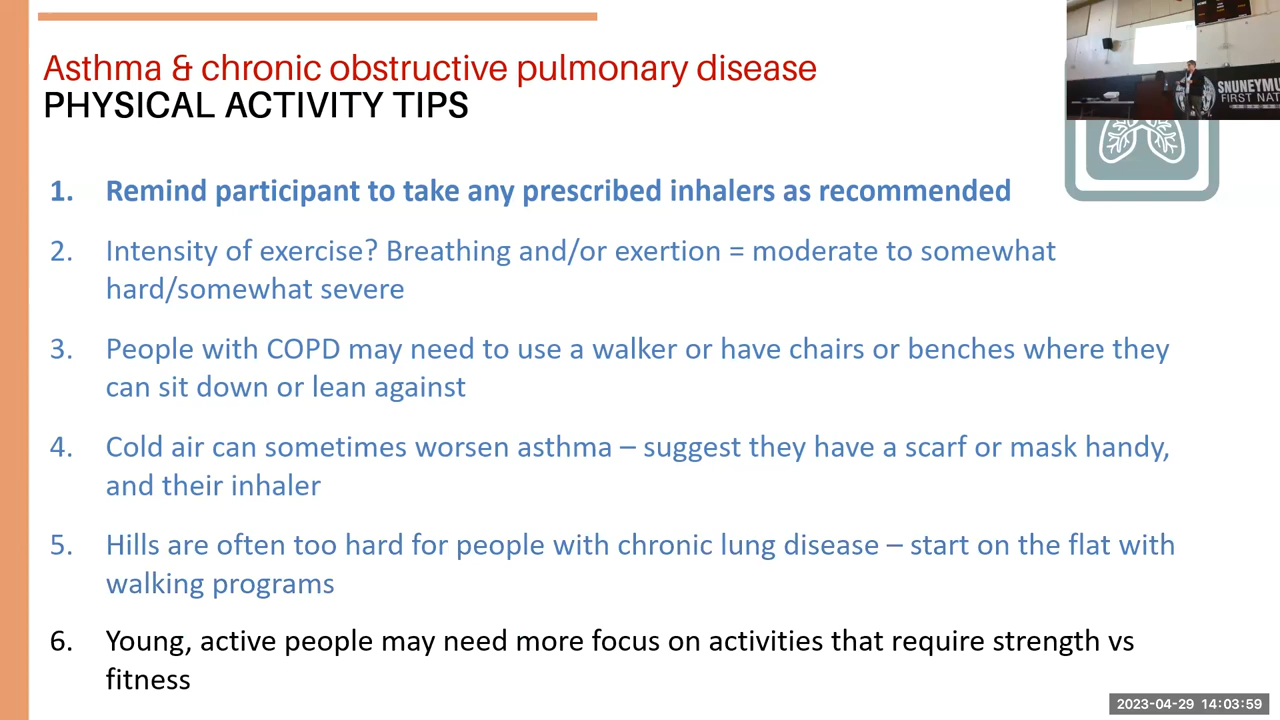 Asthma & chronic obstructive pulmonary disease
PHYSICAL ACTIVITY TIPS
SNUNEYMU
FIRST NAT
1. Remind participant to take any prescribed inhalers as recommended
2. Intensity of exercise? Breathing and/or exertion = moderate to somewhat
hard/somewhat severe
3. People with COPD may need to use a walker or have chairs or benches where they
can sit down or lean against
4. Cold air can sometimes worsen asthma – suggest they have a scarf or mask handy,
and their inhaler
5. Hills are often too hard for people with chronic lung disease – start on the flat with
walking programs
6. Young, active people may need more focus on activities that require strength vs
fitness
2023-04-29 14:03:59